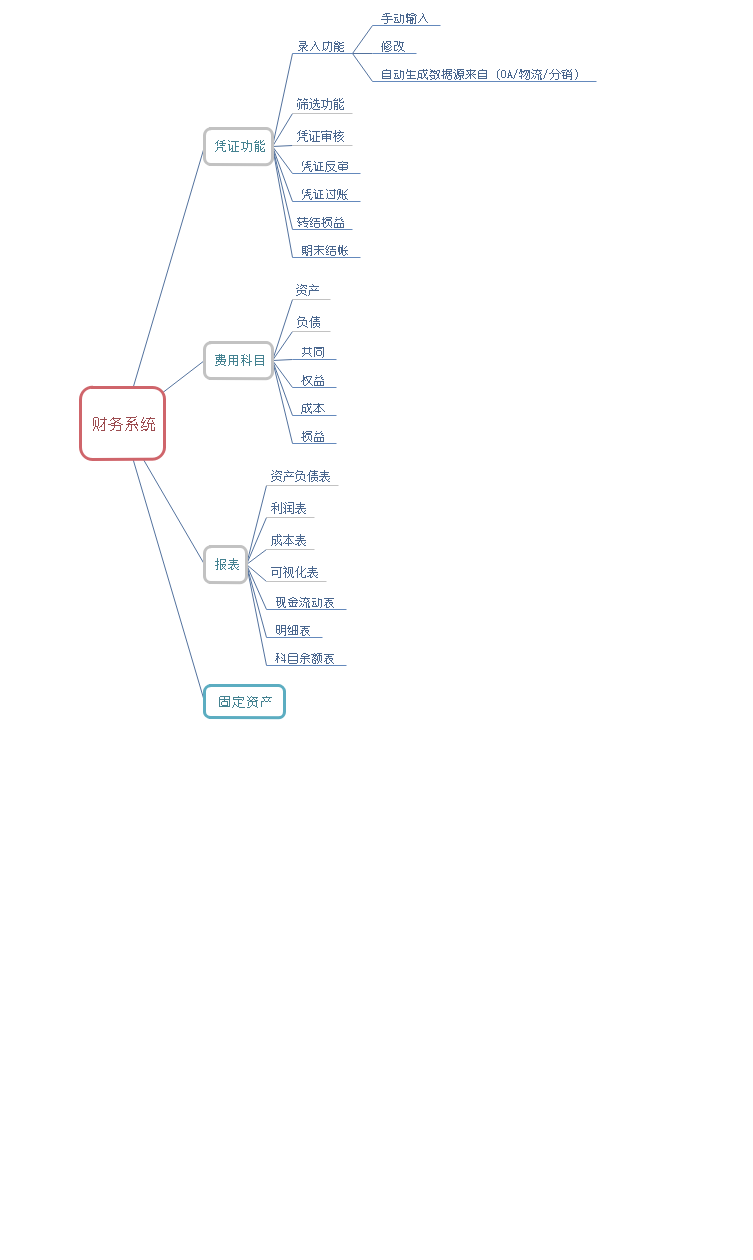 财务系统
凭证功能
录入功能
手动输入
修改
自动生成数据源来自（OA/物流/分销）
筛选功能
凭证审核
凭证反审
凭证过账
转结损益
期末结帐
费用科目
资产
负债
共同
权益
成本
损益
报表
资产负债表
利润表
成本表
可视化表
现金流动表
明细表
科目余额表
固定资产